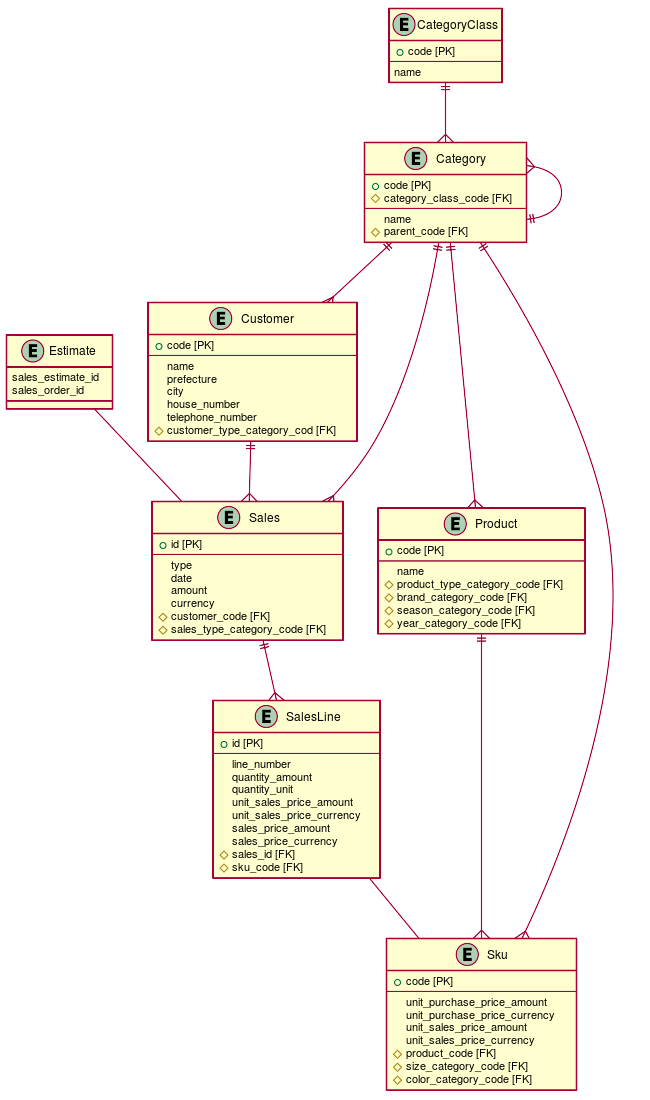 E CategoryClass
code [PK]
name
E Category
code [PK]
category_class_code [FK]
name
parent_code [FK]
E Customer
code [PK]
name
prefecture
city
house_number
telephone_number
customer_type_category_cod [FK]
E Estimate
sales_estimate_id
sales_order_id
E Sales
id [PK]
type
date
amount
currency
customer_code [FK]
sales_type_category_code [FK]
E Product
code [PK]
name
product_type_category_code [FK]
brand_category_code [FK]
season_category_code [FK]
year_category_code [FK]
E SalesLine
id [PK]
line_number
quantity_amount
quantity_unit
unit_sales_price_amount
unit_sales_price_currency
sales_price_amount
sales_price_currency
sales_id [FK]
sku_code [FK]
E Sku
code [PK]
unit_purchase_price_amount
unit_purchase_price_currency
unit_sales_price_amount
unit_sales_price_currency
product_code [FK]
size_category_code [FK]
color_category_code [FK]